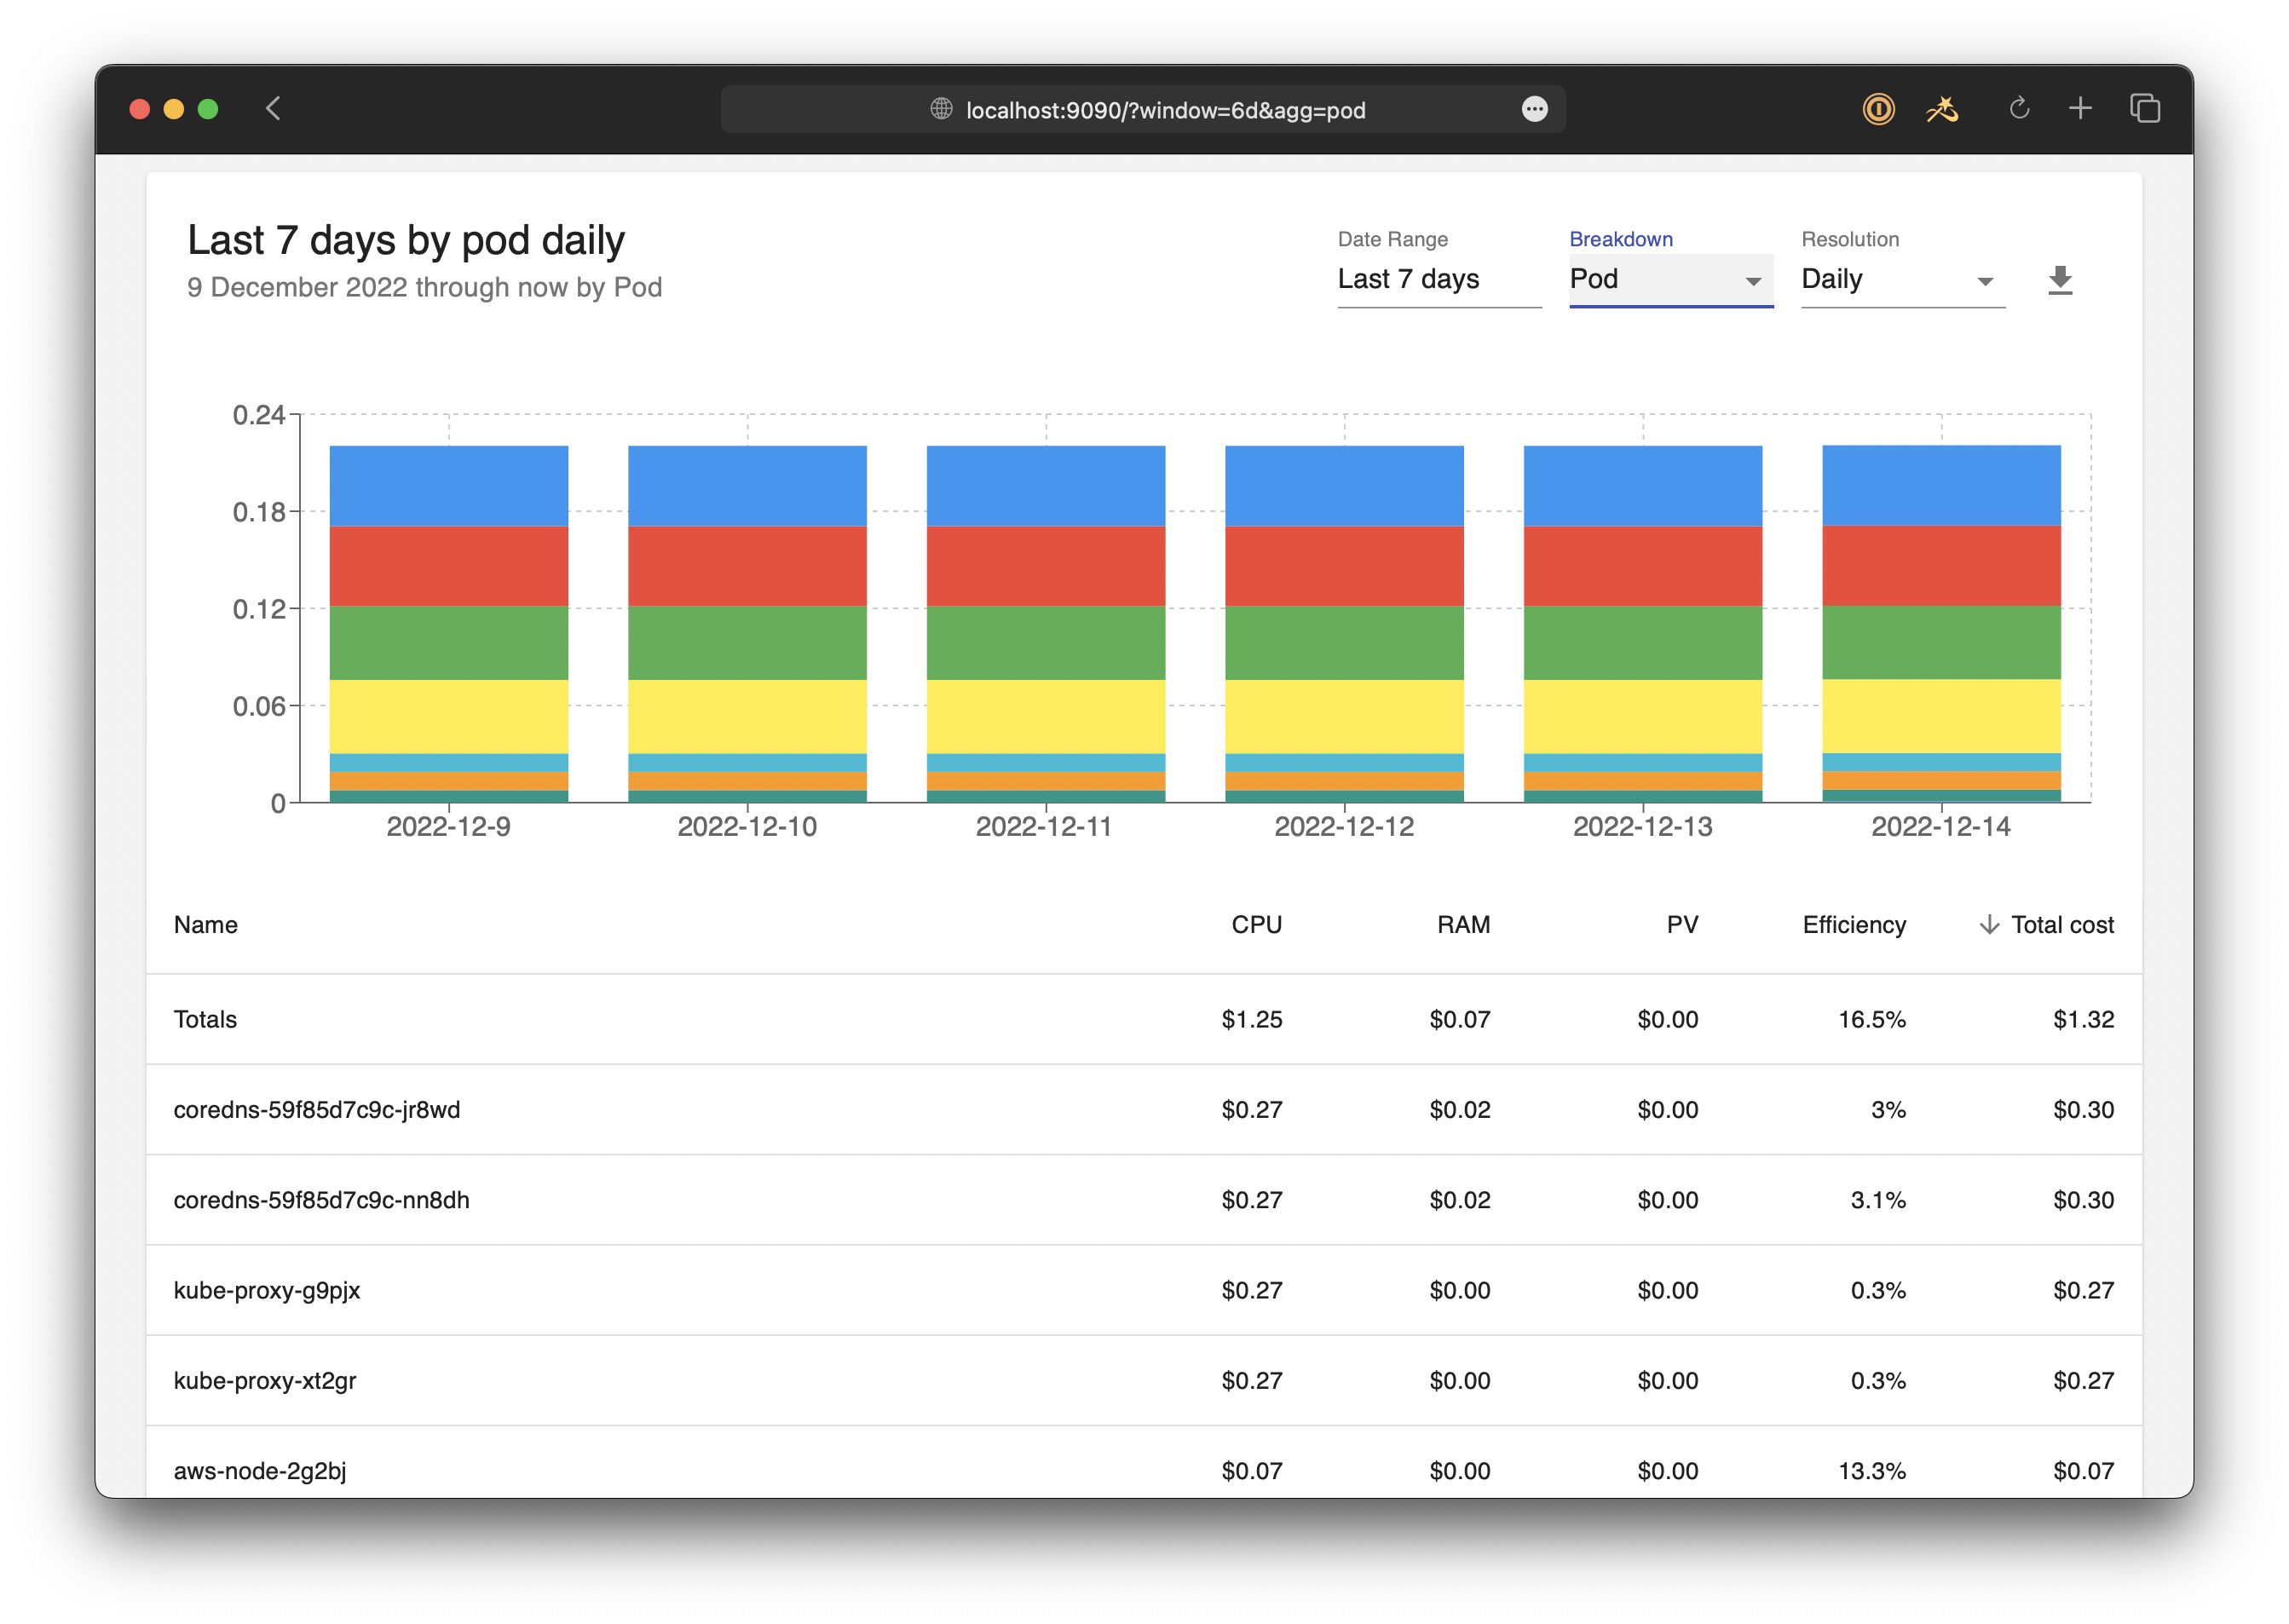 localhost:9090/?window=6d&agg=pod
Last 7 days by pod daily
9 December 2022 through now by Pod
Date Range
Last 7 days
Breakdown
Pod
Resolution
Daily
0.24
0.18
0.12
0.06
0
2022-12-9 2022-12-10 2022-12-11 2022-12-12 2022-12-13 2022-12-14
Name CPU RAM PV Efficiency Total cost
Totals $1.25 $0.07 $0.00 16.5% $1.32
coredns-59f85d7c9c-jr8wd $0.27 $0.02 $0.00 3% $0.30
coredns-59f85d7c9c-nn8dh $0.27 $0.02 $0.00 3.1% $0.30
kube-proxy-g9pjx $0.27 $0.00 $0.00 0.3% $0.27
kube-proxy-xt2gr $0.27 $0.00 $0.00 0.3% $0.27
aws-node-2g2bj $0.07 $0.00 $0.00 13.3% $0.07